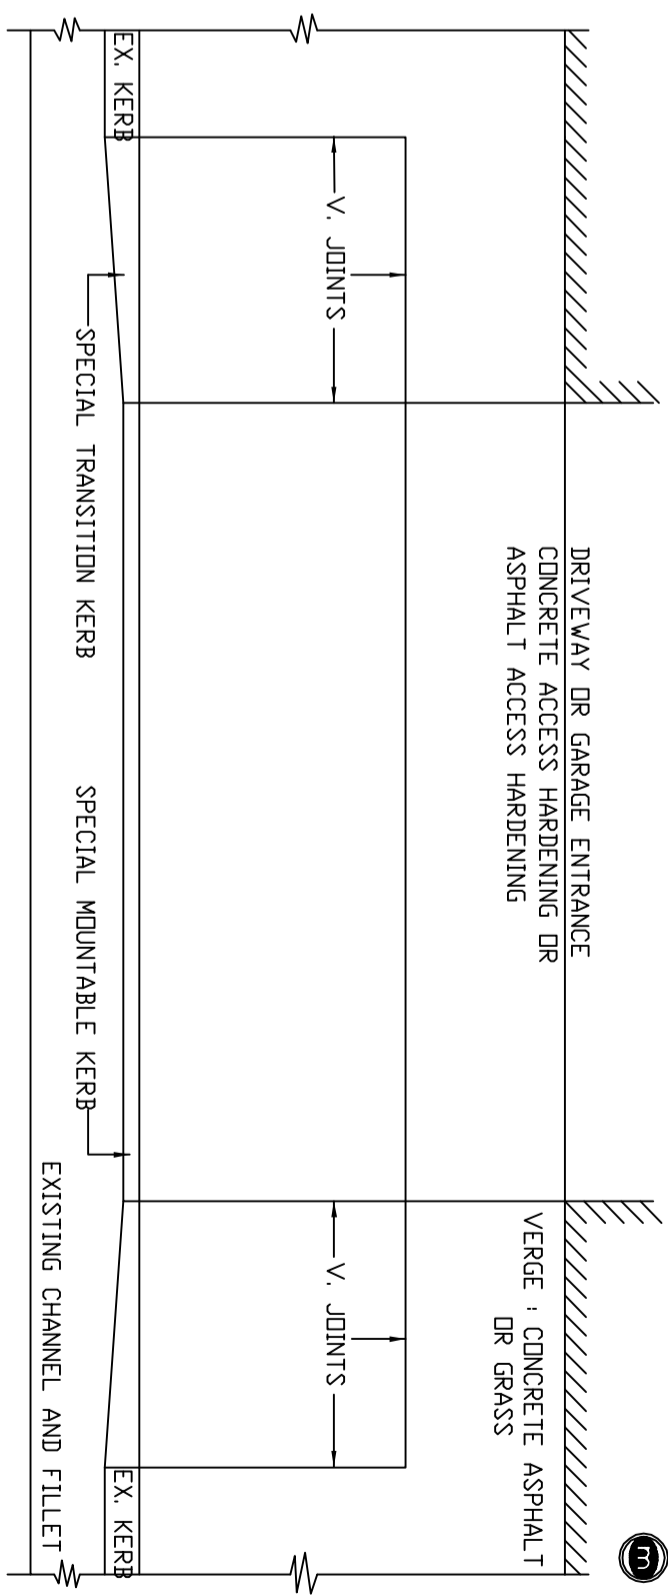 DRIVEWAY OR GARAGE ENTRANCE
CONCRETE ACCESS HARDENING OR
ASPHALT ACCESS HARDENING
VERGE : CONCRETE ASPHALT
OR GRASS
V. JOINTS
V. JOINTS
EX. KERB
EX. KERB
SPECIAL TRANSITION KERB
SPECIAL MOUNTABLE KERB
EXISTING CHANNEL AND FILLET
m